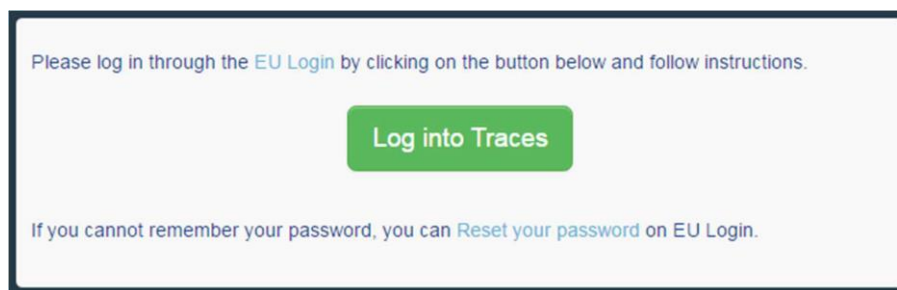 Please log in through the EU Login by clicking on the button below and follow instructions.
Log into Traces
If you cannot remember your password, you can Reset your password on EU Login.